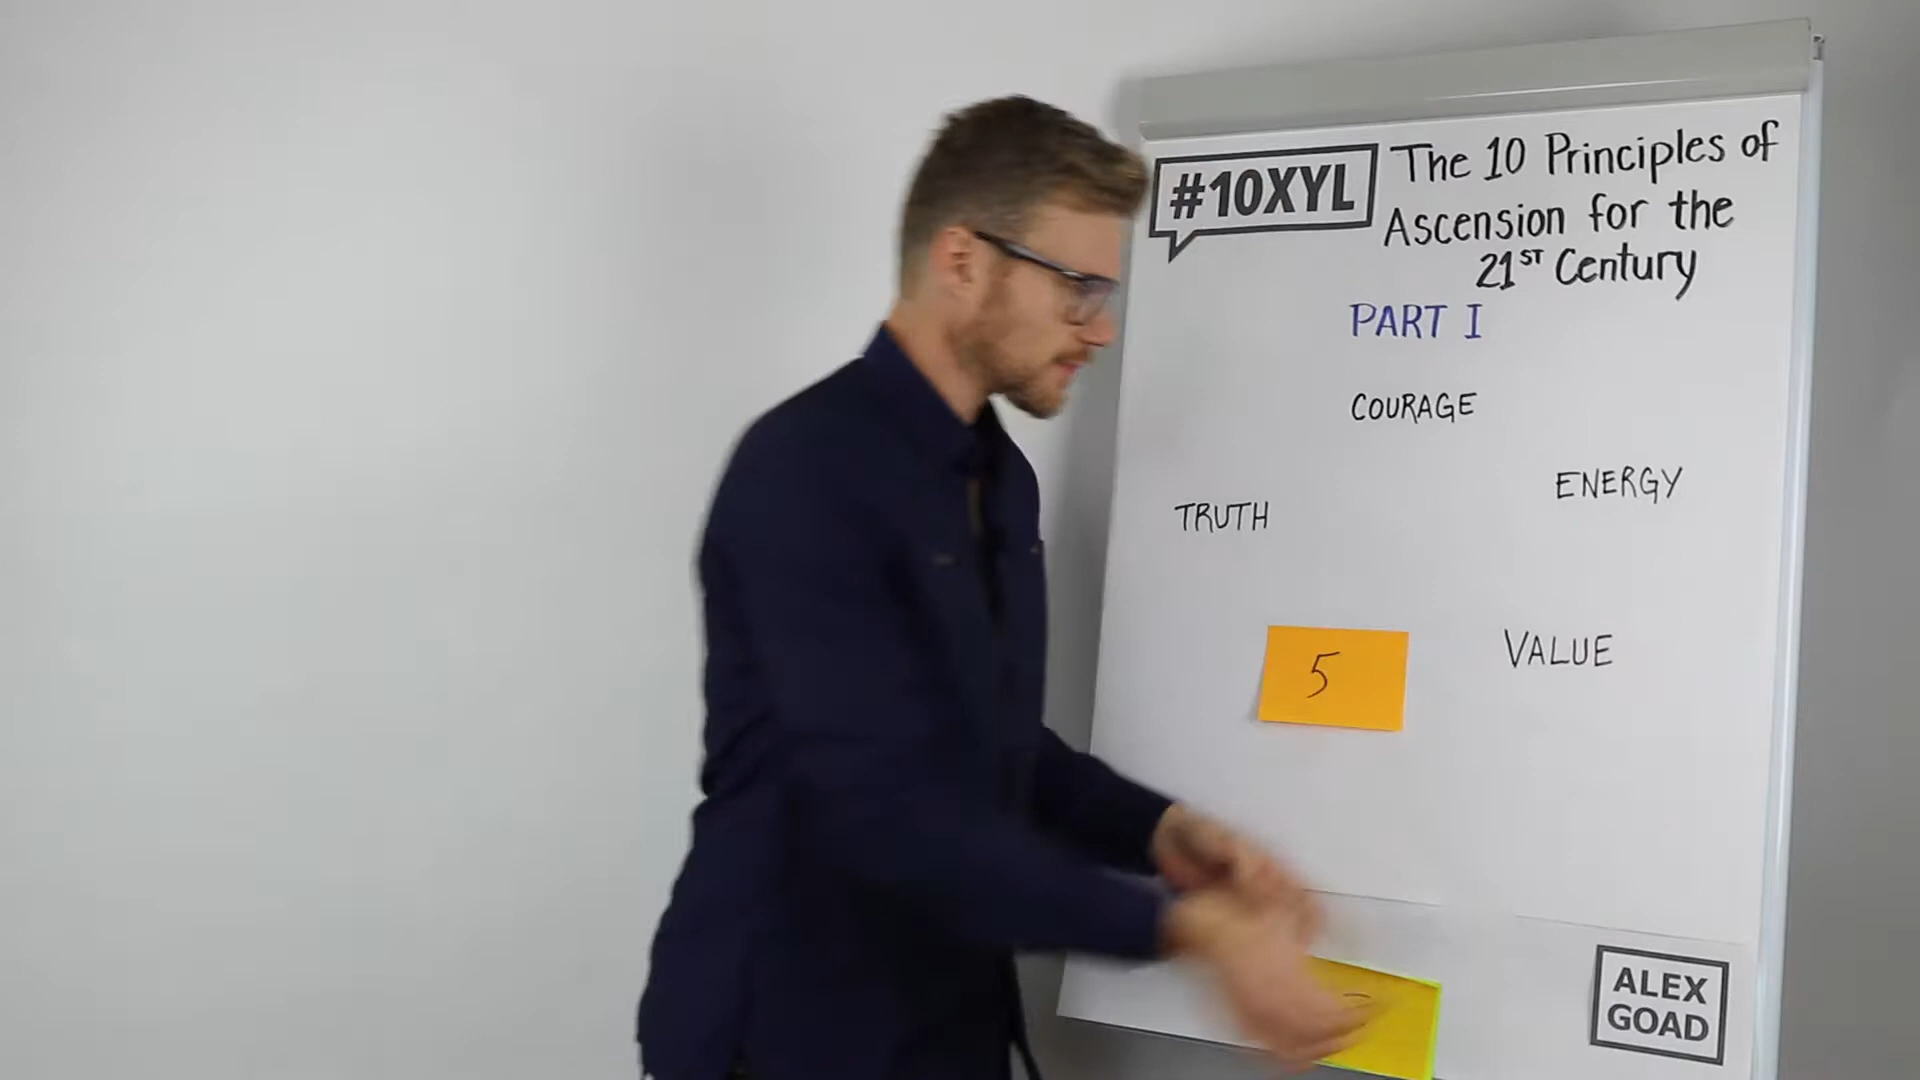 #10XYL
The 10 Principles of
Ascension for the
21ST Century
PART I
COURAGE
ENERGY
TRUTH
VALUE
5
ALEX
GOAD